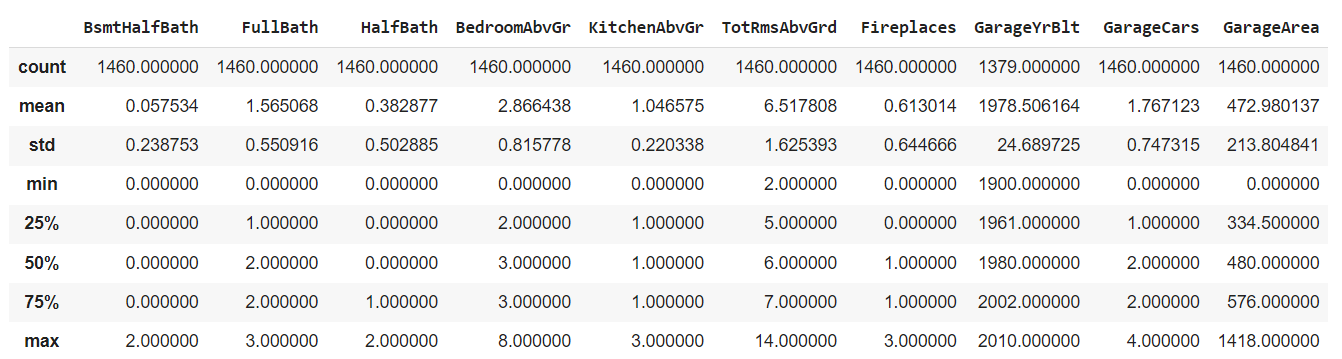 BsmtHalfBath FullBath HalfBath BedroomAbvGr KitchenAbvGr TotRmsAbvGrd Fireplaces GarageYrBlt GarageCars GarageArea
count 1460.000000 1460.000000 1460.000000 1460.000000 1460.000000 1460.000000 1460.000000 1379.000000 1460.000000 1460.000000
mean 0.057534 1.565068 0.382877 2.866438 1.046575 6.517808 0.613014 1978.506164 1.767123 472.980137
std 0.238753 0.550916 0.502885 0.815778 0.220338 1.625393 0.644666 24.689725 0.747315 213.804841
min 0.000000 0.000000 0.000000 0.000000 0.000000 2.000000 0.000000 1900.000000 0.000000 0.000000
25% 0.000000 1.000000 0.000000 2.000000 1.000000 5.000000 0.000000 1961.000000 1.000000 334.500000
50% 0.000000 2.000000 0.000000 3.000000 1.000000 6.000000 1.000000 1980.000000 2.000000 480.000000
75% 0.000000 2.000000 1.000000 3.000000 1.000000 7.000000 1.000000 2002.000000 2.000000 576.000000
max 2.000000 3.000000 2.000000 8.000000 3.000000 14.000000 3.000000 2010.000000 4.000000 1418.000000